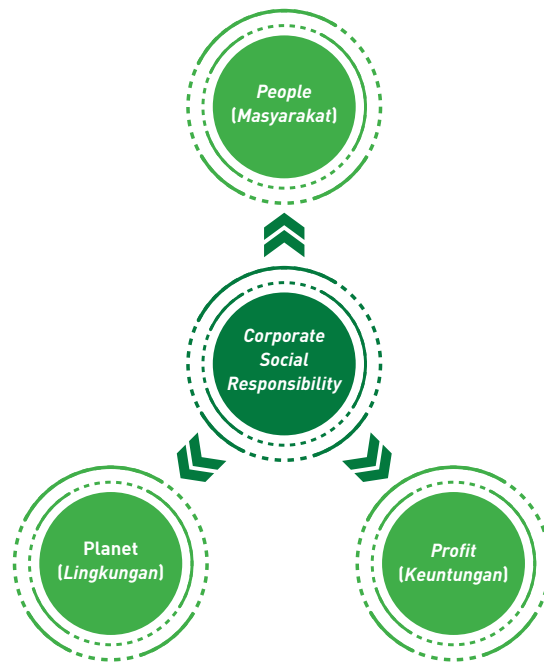 People
(Masyarakat)
Corporate
Social
Responsibility
Planet
(Lingkungan)
Profit
(Keuntungan)